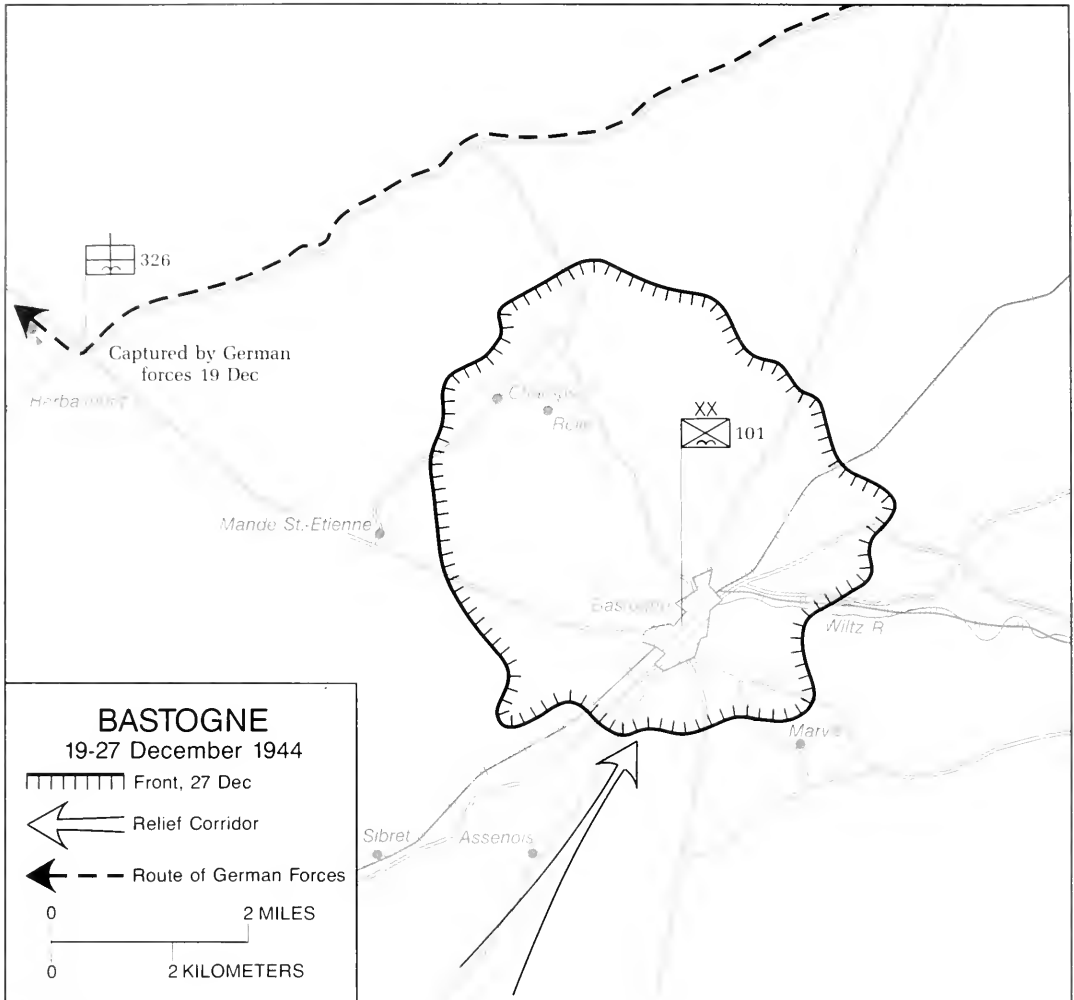 326
Captured by German
forces 19 Dec
XX
101
Mande St.-Etienne
Wiltz R
Sibret
Assenois
BASTOGNE
19-27 December 1944
Front, 27 Dec
Relief Corridor
Route of German Forces
0
2 MILES
0
2 KILOMETERS